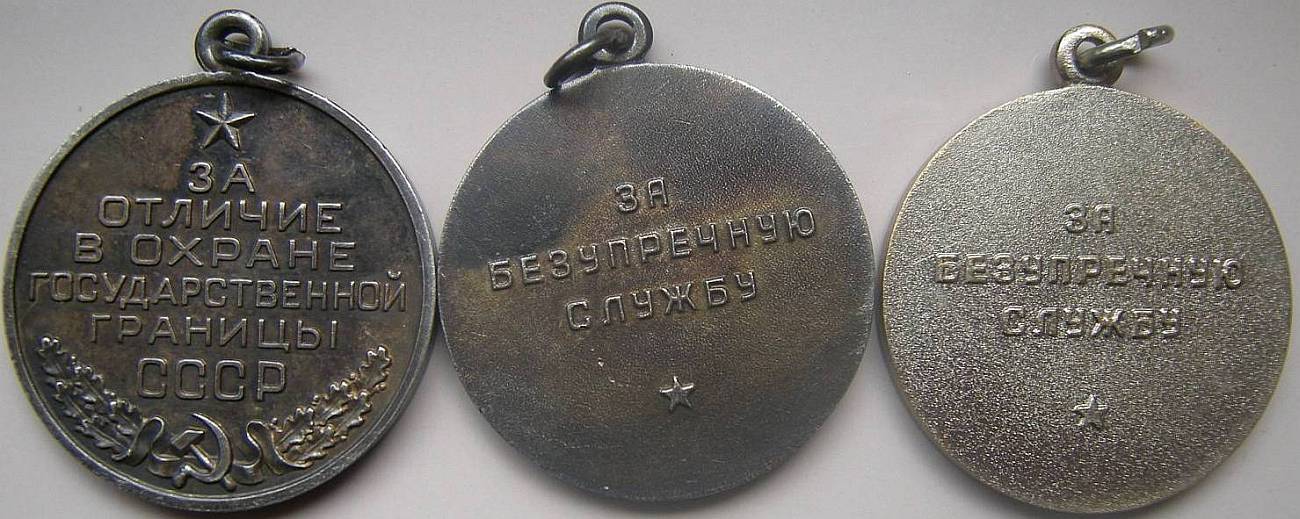 ЗА
ОТЛИЧИЕ
В ОХРАНЕ
ГОСУДАРСТВЕННОЙ
ГРАНИЦЫ
СССР
ЗА
БЕЗУПРЕЧНУЮ
СЛУЖБУ
ЗА
БЕЗУПРЕЧНУЮ
СЛУЖБУ